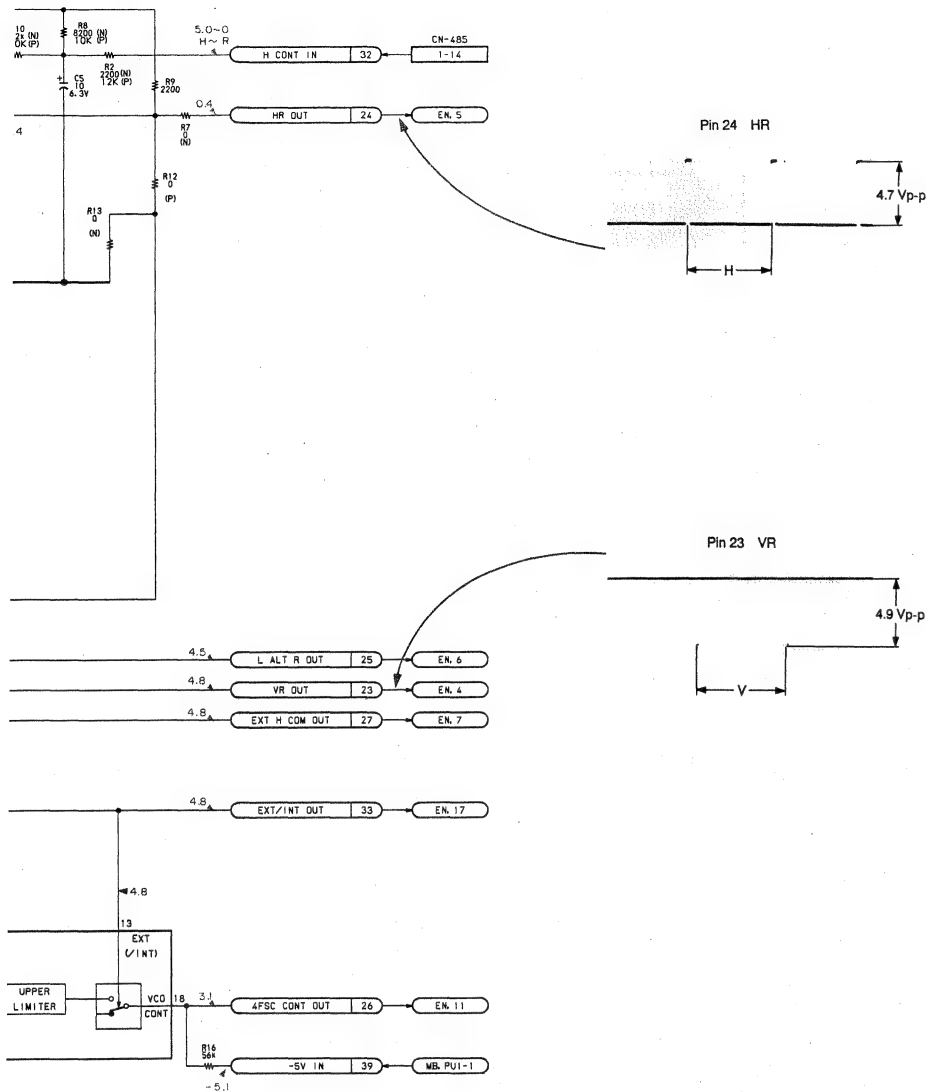 10
2k (N)
0K (P)
R8
8200 (N)
10K (P)
5.0~0
H~R
H CONT IN 32
CN-485
1-14
R2
2200 (N)
12K (P)
+
C5
10
6.3V
R9
2200
0.4
HR OUT 24
EN. 5
4
R7
0
(N)
Pin 24 HR
4.7 Vp-p
H
R12
0
(P)
R13
0
(N)
Pin 23 VR
4.9 Vp-p
V
4.5
L ALT R OUT 25
EN. 6
4.8
VR OUT 23
EN. 4
4.8
EXT H COM OUT 27
EN. 7
4.8
EXT/INT OUT 33
EN. 17
4.8
13
EXT
(/INT)
UPPER
LIMITER
VCO
CONT
18
3.1
4FSC CONT OUT 26
EN. 11
R16
56K
-5V IN 39
MB. PU1-1
-5.1